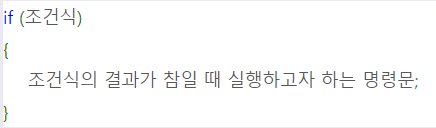 if (조건식)
{
조건식의 결과가 참일 때 실행하고자 하는 명령문;
}